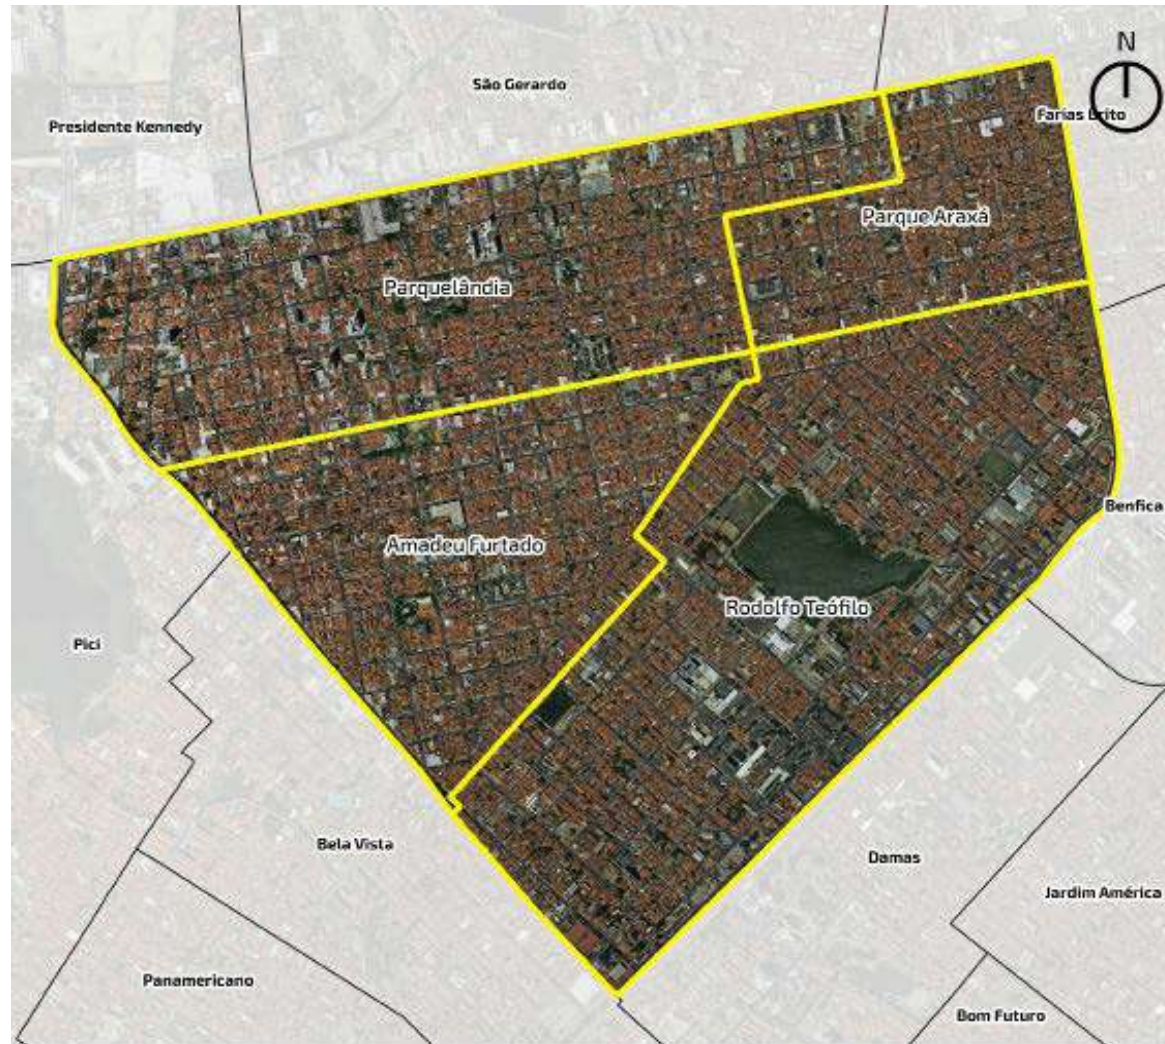 São Gerardo
N
Presidente Kennedy
Farias Brito
Parque Araxá
Parquelândia
Benfica
Amadeu Furtado
Rodolfo Teófilo
Pici
Bela Vista
Damas
Jardim América
Panamericano
Bom Futuro